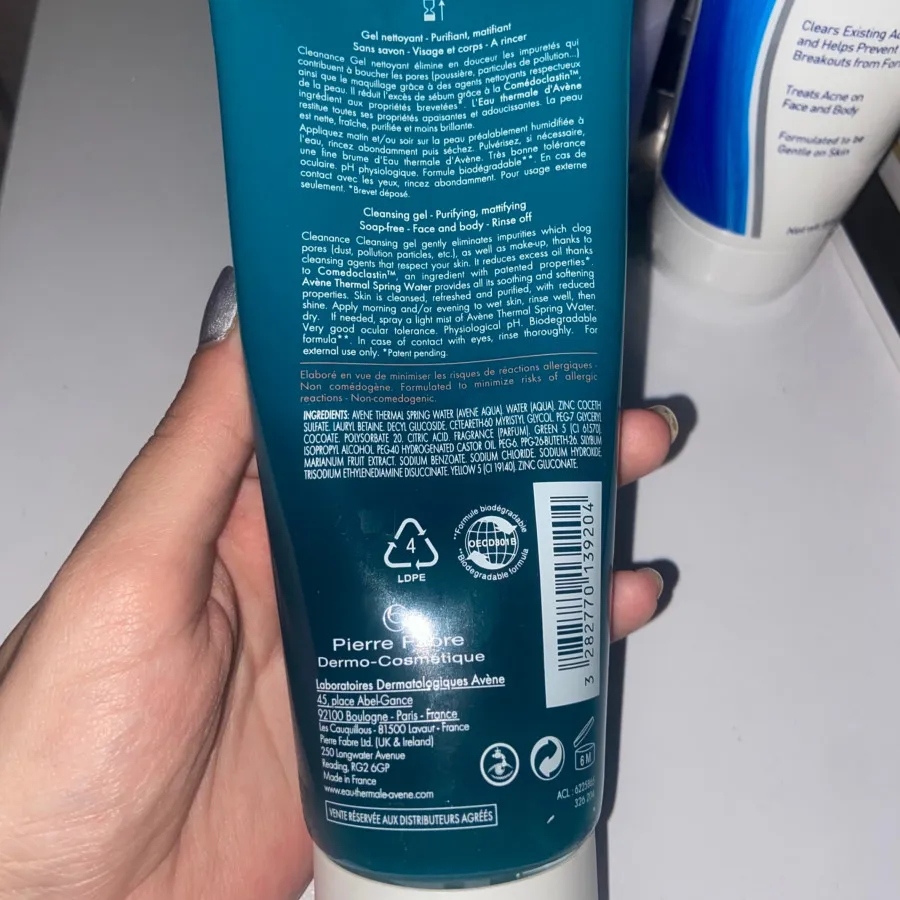 Gel nettoyant - Purifiant, matifiant
Sans savon - Visage et corps - A rincer
Cleanance Gel nettoyant élimine en douceur les impuretés qui
contribuent à boucher les pores (poussière, particules de pollution...)
ainsi que le maquillage grâce à des agents nettoyants respectueux
de la peau. Il réduit l'excès de sébum grâce à la Comédoclastin™,
ingrédient aux propriétés brevetées*. L'Eau thermale d'Avène
restitue toutes ses propriétés apaisantes et adoucissantes. La peau
est nette, fraîche, purifiée et moins brillante.
Appliquez matin et/ou soir sur la peau préalablement humidifiée à
l'eau, rincez abondamment puis séchez. Pulvérisez, si nécessaire,
une fine brume d'Eau thermale d'Avène. Très bonne tolérance
oculaire. pH physiologique. Formule biodégradable**. En cas de
contact avec les yeux, rincez abondamment. Pour usage externe
seulement. *Brevet déposé.
Cleansing gel - Purifying, mattifying
Soap-free - Face and body - Rinse off
Cleanance Cleansing gel gently eliminates impurities which clog
pores (dust, pollution particles, etc.), as well as make-up, thanks to
cleansing agents that respect your skin. It reduces excess oil thanks
to Comedoclastin™, an ingredient with patented properties*.
Avène Thermal Spring Water provides all its soothing and softening
properties. Skin is cleansed, refreshed and purified, with reduced
shine. Apply morning and/or evening to wet skin, rinse well, then
dry. If needed, spray a light mist of Avène Thermal Spring Water.
Very good ocular tolerance. Physiological pH. Biodegradable
formula**. In case of contact with eyes, rinse thoroughly. For
external use only. *Patent pending.
Elaboré en vue de minimiser les risques de réactions allergiques -
Non comédogène. Formulated to minimize risks of allergic
reactions - Non-comedogenic.
INGREDIENTS: AVENE THERMAL SPRING WATER (AVENE AQUA). WATER (AQUA). ZINC COCETH
SULFATE. LAURYL BETAINE. DECYL GLUCOSIDE. CETEARETH-60 MYRISTYL GLYCOL. PEG-7 GLYCERYL
COCOATE. POLYSORBATE 20. CITRIC ACID. FRAGRANCE (PARFUM). GREEN 5 (CI 61570).
ISOPROPYL ALCOHOL. PEG-40 HYDROGENATED CASTOR OIL. PEG-6. PPG-26-BUTETH-26. SILYBUM
MARIANUM FRUIT EXTRACT. SODIUM BENZOATE. SODIUM CHLORIDE. SODIUM HYDROXIDE.
TRISODIUM ETHYLENEDIAMINE DISUCCINATE. YELLOW 5 (CI 19140). ZINC GLUCONATE.
4
LDPE
**Formule biodégradable
OECD301B
**Biodegradable formula
3 282770 139204
Pierre Fabre
Dermo-Cosmétique
Laboratoires Dermatologiques Avène
45, place Abel-Gance
92100 Boulogne - Paris - France
Les Cauquillous - 81500 Lavaur - France
Pierre Fabre Ltd. (UK & Ireland)
250 Longwater Avenue
Reading, RG2 6GP
Made in France
www.eau-thermale-avene.com
6 M
ACL :
326
VENTE RÉSERVÉE AUX DISTRIBUTEURS AGRÉÉS
Clears Existing
and Helps Prevent
Breakouts from
Treats Acne on
Face and Body
Formulated to be
Gentle on Skin